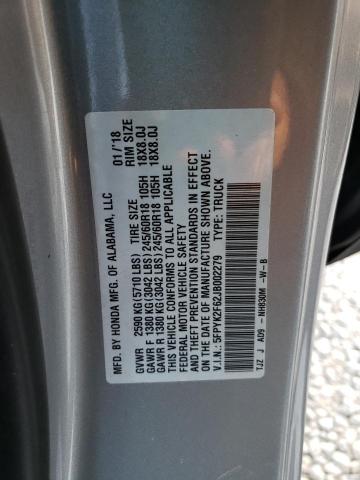 MFD. BY HONDA MFG. OF ALABAMA, LLC 01/'18
GVWR 2590 KG(5710 LBS) TIRE SIZE RIM SIZE
GAWR F 1380 KG(3042 LBS) 245/60R18 105H 18X8.0J
GAWR R 1380 KG(3042 LBS) 245/60R18 105H 18X8.0J
THIS VEHICLE CONFORMS TO ALL APPLICABLE
FEDERAL MOTOR VEHICLE SAFETY
AND THEFT PREVENTION STANDARDS IN EFFECT
ON THE DATE OF MANUFACTURE SHOWN ABOVE.
V.I.N.: 5FPYK2F62JB002279 TYPE: TRUCK
TJZ J A09 - NH830M -W-B